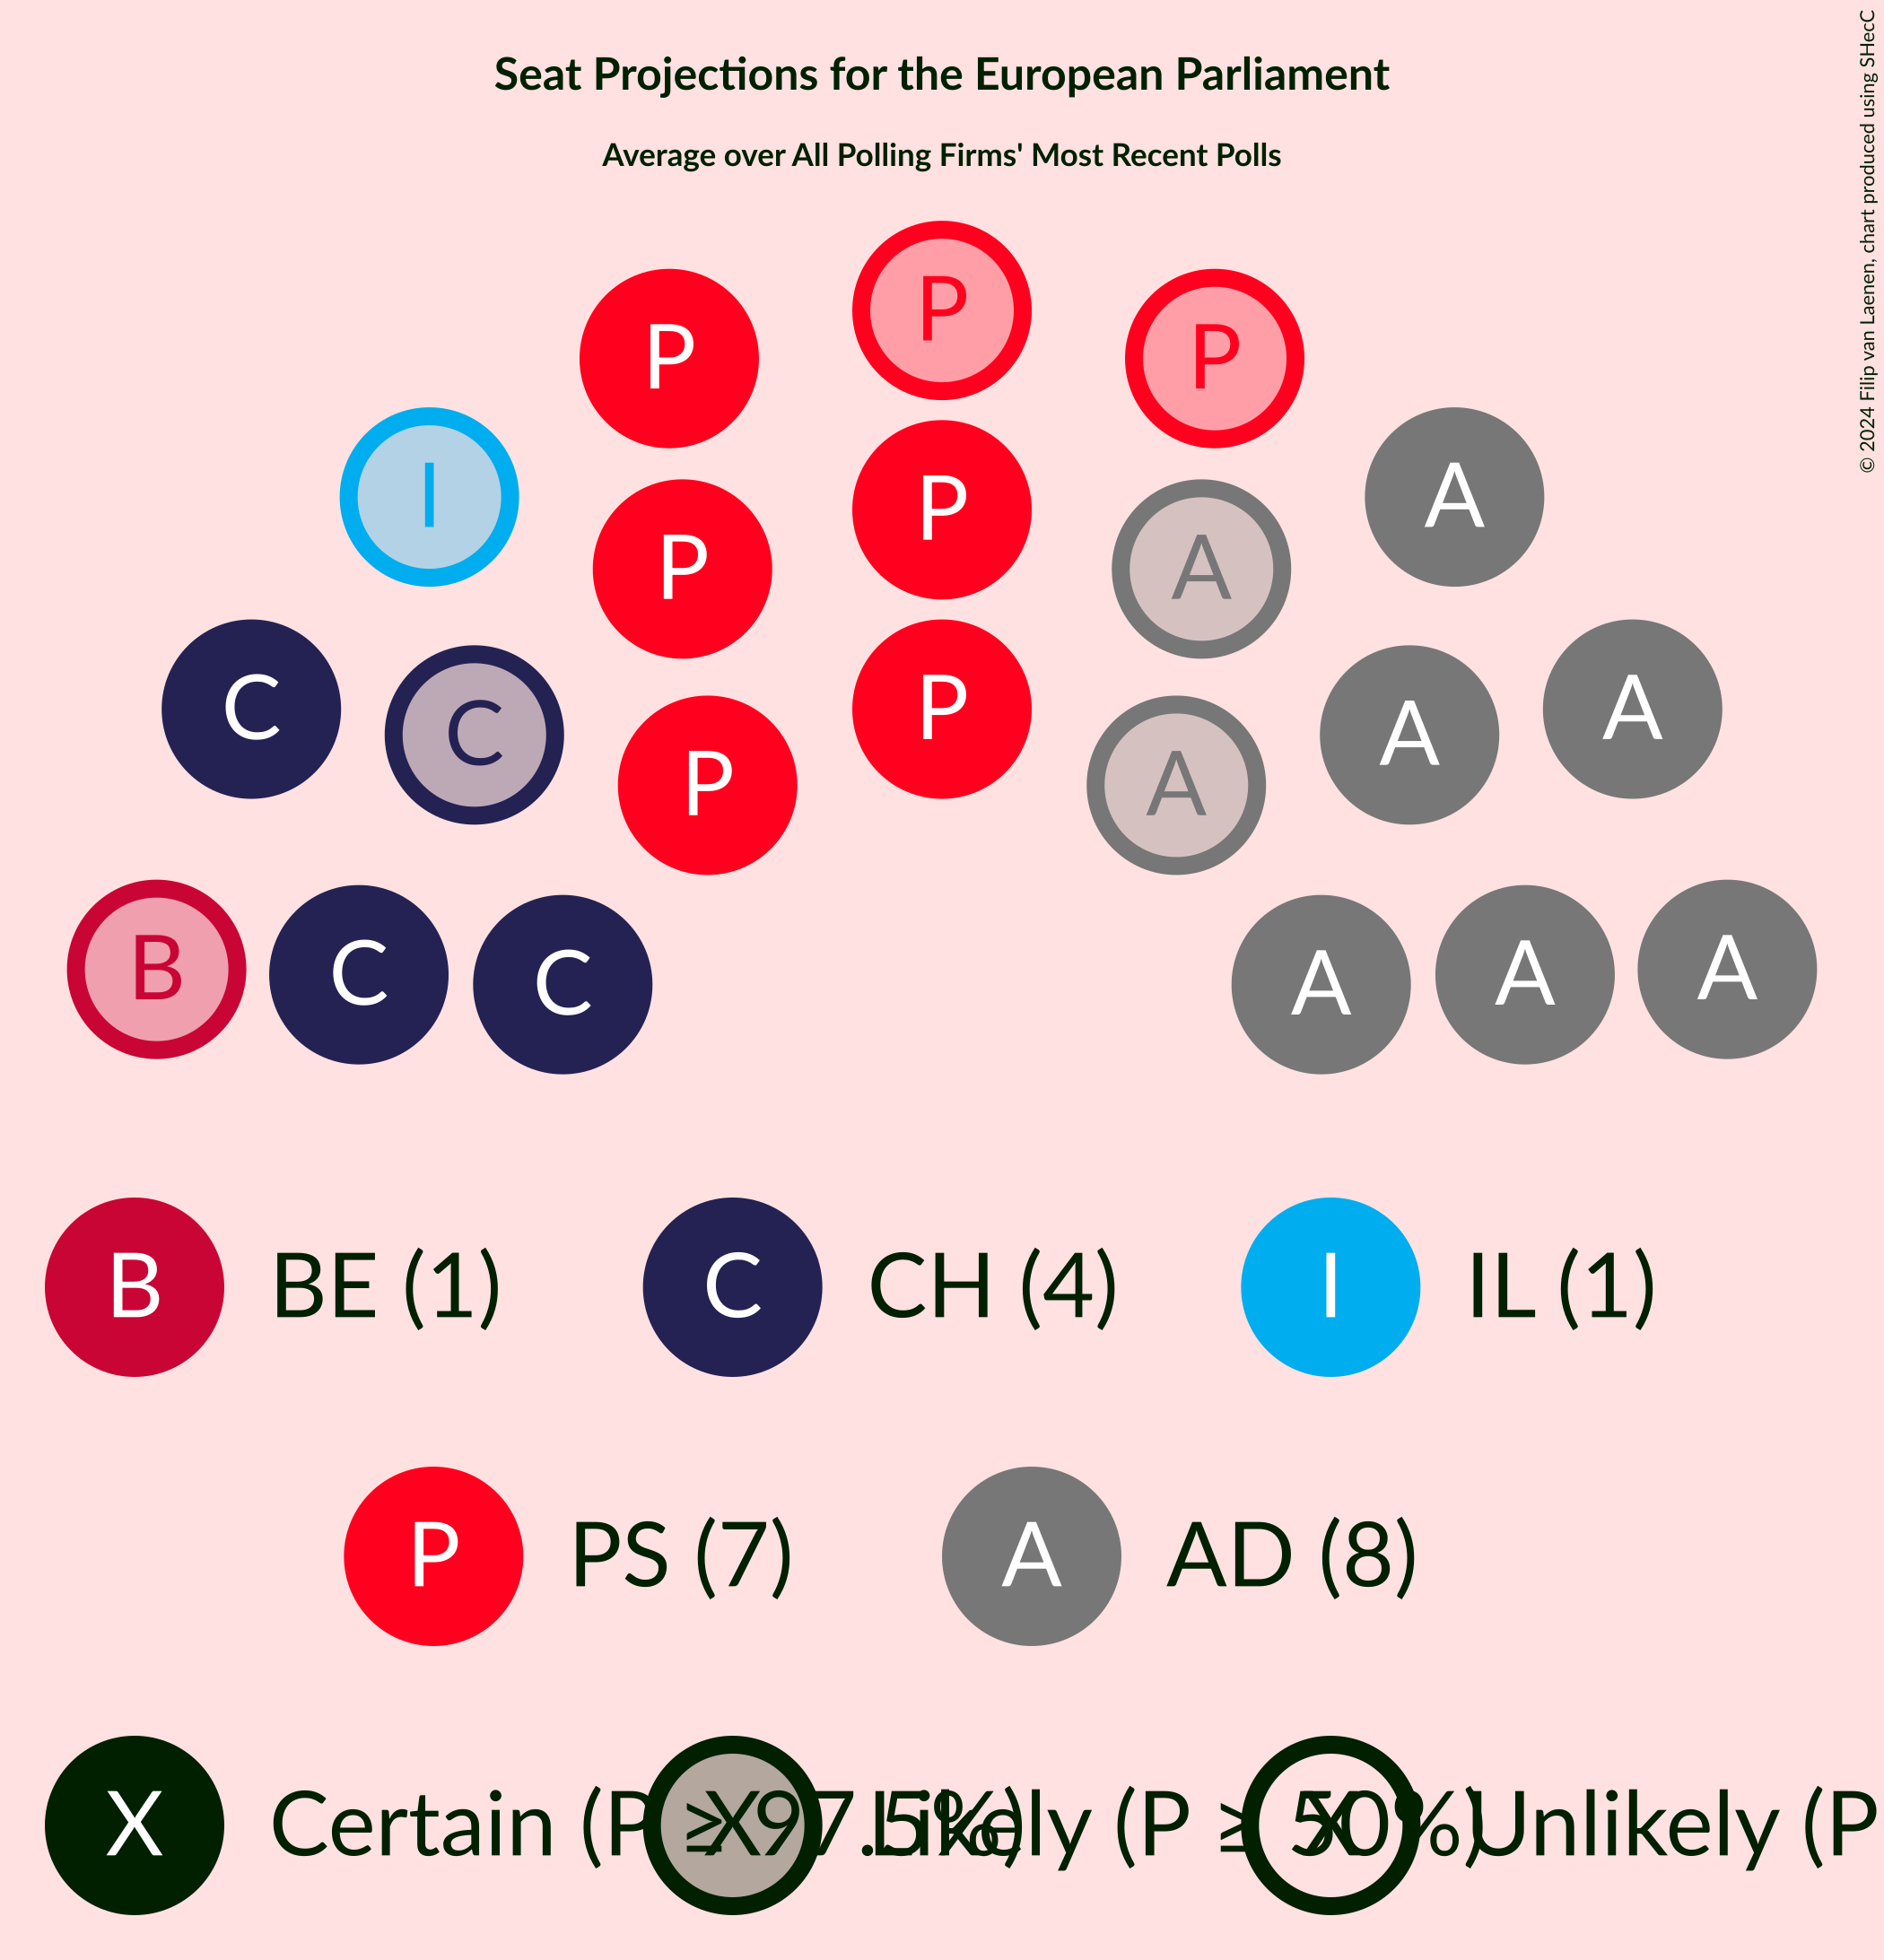 Seat Projections for the European Parliament
Average over All Polling Firms' Most Recent Polls
© 2024 Filip van Laenen, chart produced using SHecC
P
P P
I A
P P A
C C P P A A A
B C C A A A
B BE (1) C CH (4) I IL (1)
P PS (7) A AD (8)
X Certain (P ≥ 97.5%) X Likely (P ≥ 50%) X Unlikely (P